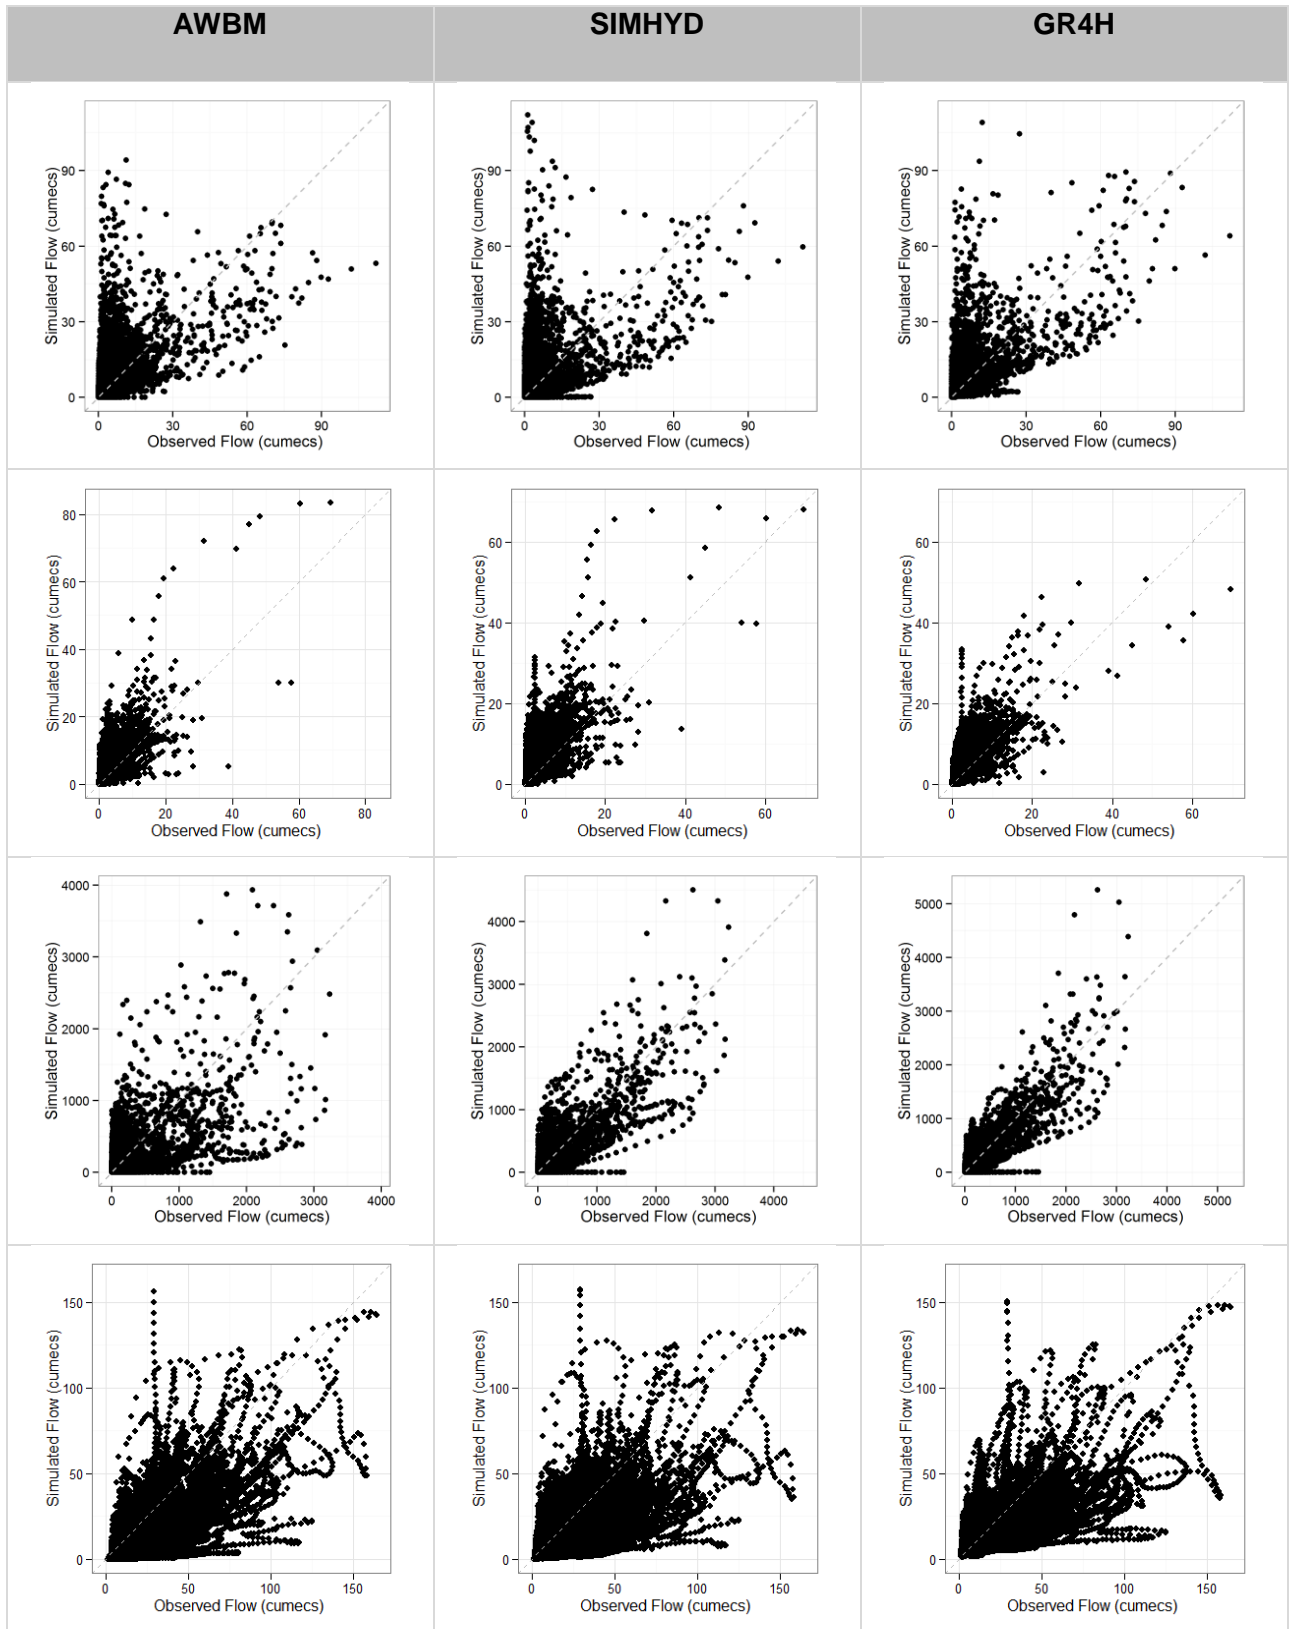 AWBM SIMHYD GR4H
90
60
30
0
Simulated Flow (cumecs)
0 30 60 90
Observed Flow (cumecs)
90
60
30
0
Simulated Flow (cumecs)
0 30 60 90
Observed Flow (cumecs)
90
60
30
0
Simulated Flow (cumecs)
0 30 60 90
Observed Flow (cumecs)
80
60
40
20
0
Simulated Flow (cumecs)
0 20 40 60 80
Observed Flow (cumecs)
60
40
20
0
Simulated Flow (cumecs)
0 20 40 60
Observed Flow (cumecs)
60
40
20
0
Simulated Flow (cumecs)
0 20 40 60
Observed Flow (cumecs)
4000
3000
2000
1000
0
Simulated Flow (cumecs)
0 1000 2000 3000 4000
Observed Flow (cumecs)
4000
3000
2000
1000
0
Simulated Flow (cumecs)
0 1000 2000 3000 4000
Observed Flow (cumecs)
5000
4000
3000
2000
1000
0
Simulated Flow (cumecs)
0 1000 2000 3000 4000 5000
Observed Flow (cumecs)
150
100
50
0
Simulated Flow (cumecs)
0 50 100 150
Observed Flow (cumecs)
150
100
50
0
Simulated Flow (cumecs)
0 50 100 150
Observed Flow (cumecs)
150
100
50
0
Simulated Flow (cumecs)
0 50 100 150
Observed Flow (cumecs)